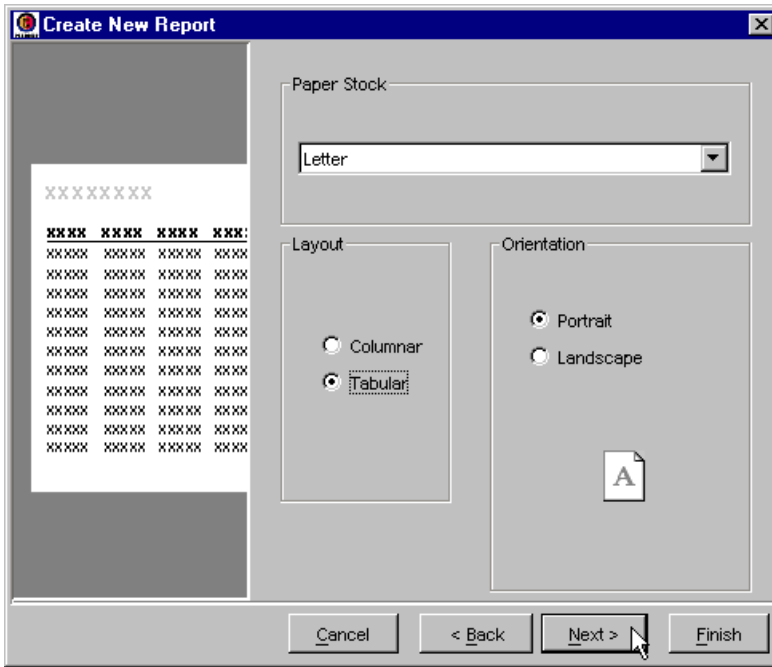 Create New Report
Paper Stock
Letter
XXXXXXXX
XXXX XXXX XXXX XXX
XXXXX XXXXX XXXXX XXXX
XXXXX XXXXX XXXXX XXXX
XXXXX XXXXX XXXXX XXXX
XXXXX XXXXX XXXXX XXXX
XXXXX XXXXX XXXXX XXXX
XXXXX XXXXX XXXXX XXXX
XXXXX XXXXX XXXXX XXXX
XXXXX XXXXX XXXXX XXXX
XXXXX XXXXX XXXXX XXXX
XXXXX XXXXX XXXXX XXXX
XXXXX XXXXX XXXXX XXXX
Layout
Columnar
Tabular
Orientation
Portrait
Landscape
A
Cancel
< Back
Next >
Finish